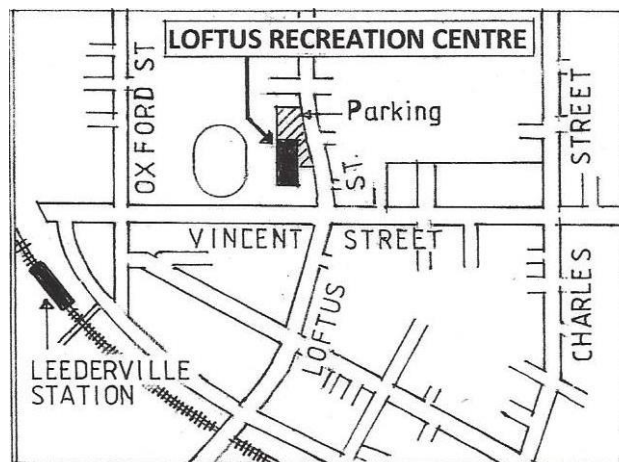 LOFTUS RECREATION CENTRE
OXFORD ST
Parking
ST.
STREET
VINCENT STREET
LOFTUS
CHARLES
LEEDERVILLE
STATION